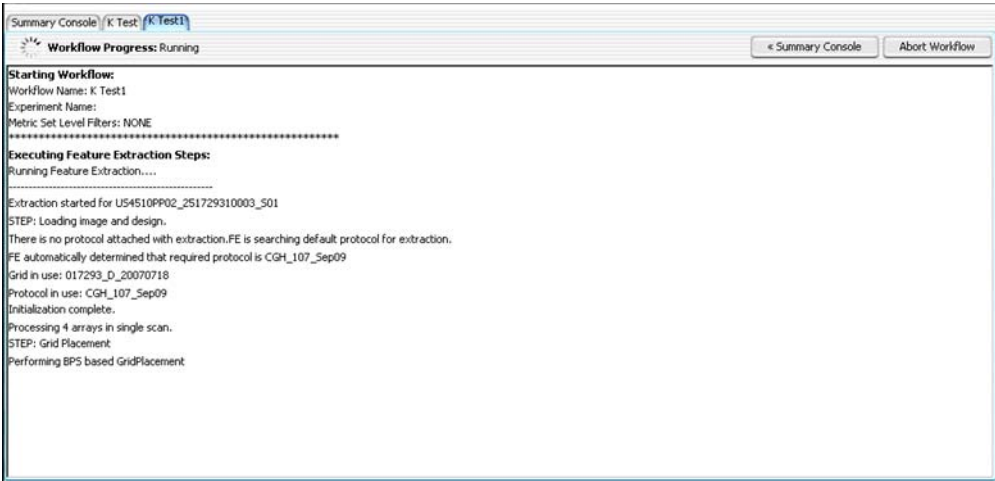 Summary Console K Test K Test1
Workflow Progress: Running « Summary Console Abort Workflow
Starting Workflow:
Workflow Name: K Test1
Experiment Name:
Metric Set Level Filters: NONE
**********************************************************
Executing Feature Extraction Steps:
Running Feature Extraction....
---------------------------------------------------
Extraction started for US4510PP02_251729310003_S01
STEP: Loading image and design.
There is no protocol attached with extraction.FE is searching default protocol for extraction.
FE automatically determined that required protocol is CGH_107_Sep09
Grid in use: 017293_D_20070718
Protocol in use: CGH_107_Sep09
Initialization complete.
Processing 4 arrays in single scan.
STEP: Grid Placement
Performing BPS based GridPlacement